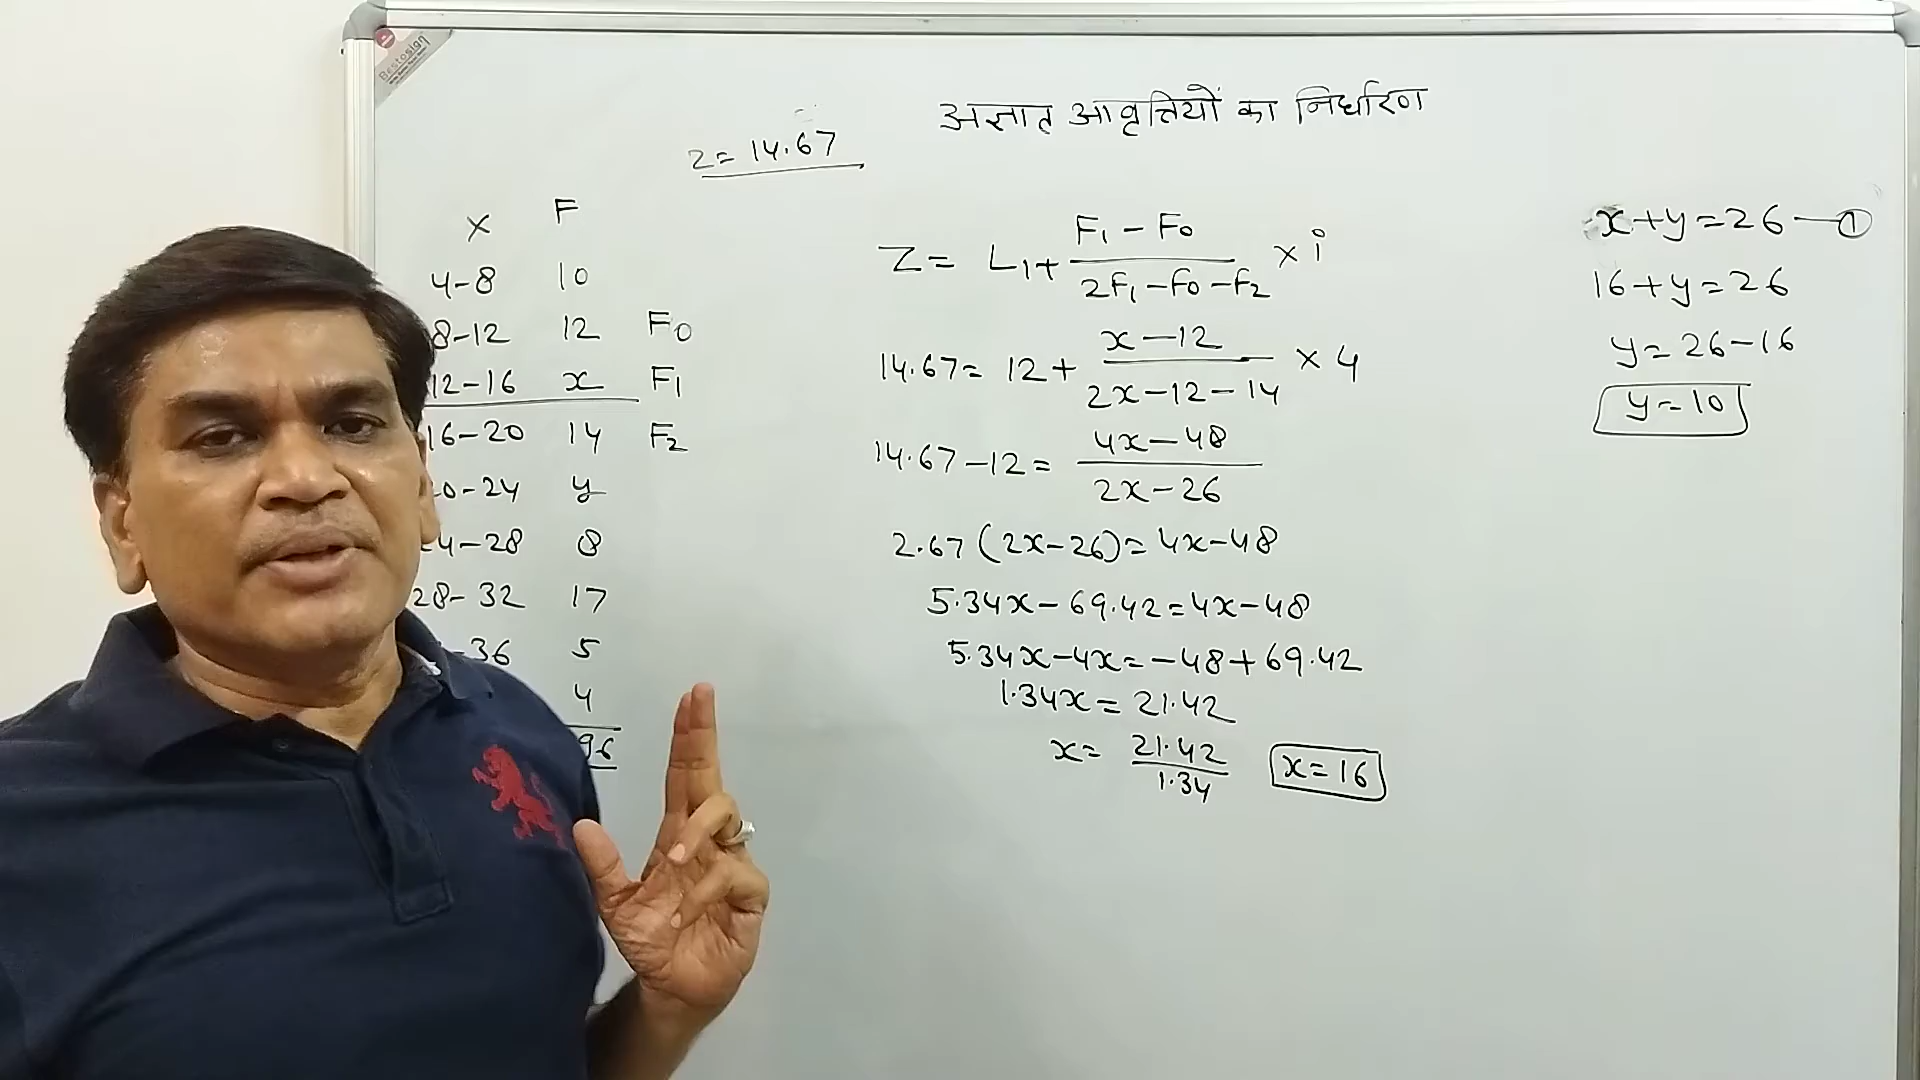 Bestosign
अज्ञात आवृत्तियों का निर्धारण
Z = 14.67
X F
4-8 10
8-12 12 F0
12-16 x F1
16-20 14 F2
0-24 y
4-28 8
28-32 17
-36 5
4
96
Z = L1+ F1-F0 / 2F1-F0-F2 × i
14.67 = 12 + x-12 / 2x-12-14 × 4
14.67-12 = 4x-48 / 2x-26
2.67 (2x-26) = 4x-48
5.34x-69.42 = 4x-48
5.34x-4x = -48+69.42
1.34x = 21.42
x = 21.42 / 1.34 x=16
x+y=26 — ①
16+y=26
y=26-16
y=10